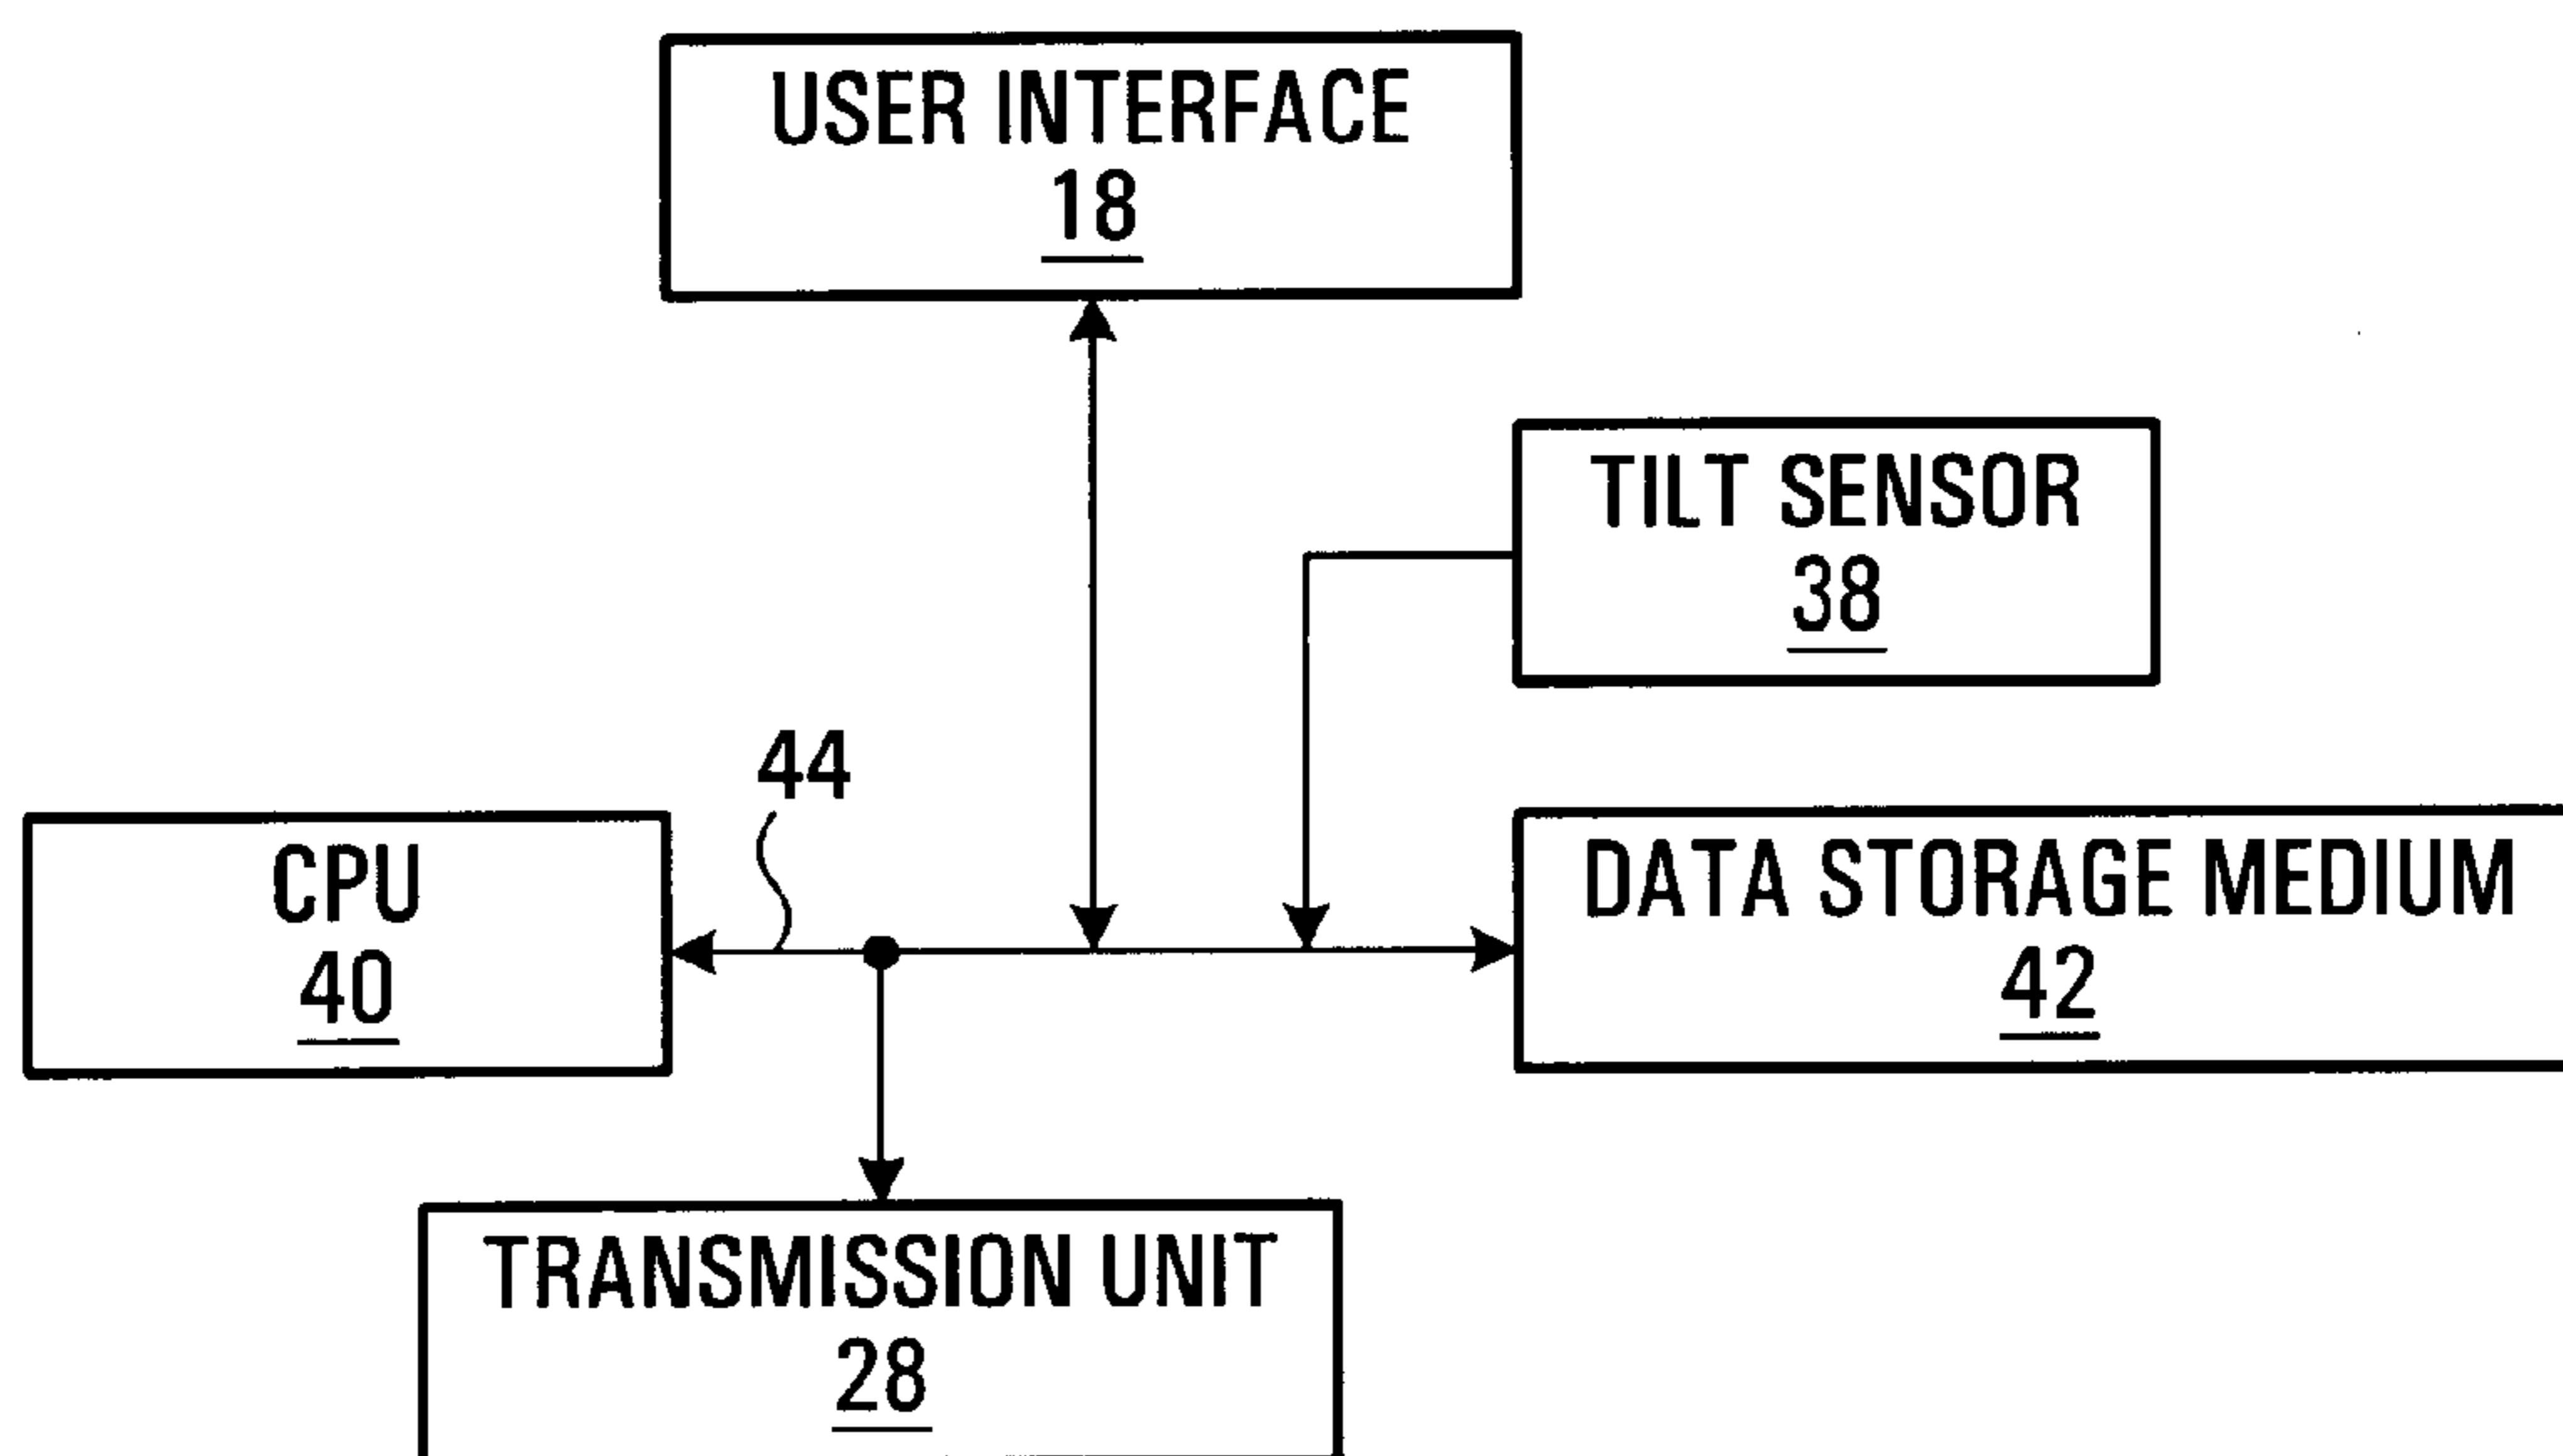 USER INTERFACE
18
TILT SENSOR
38
44
CPU
40
DATA STORAGE MEDIUM
42
TRANSMISSION UNIT
28